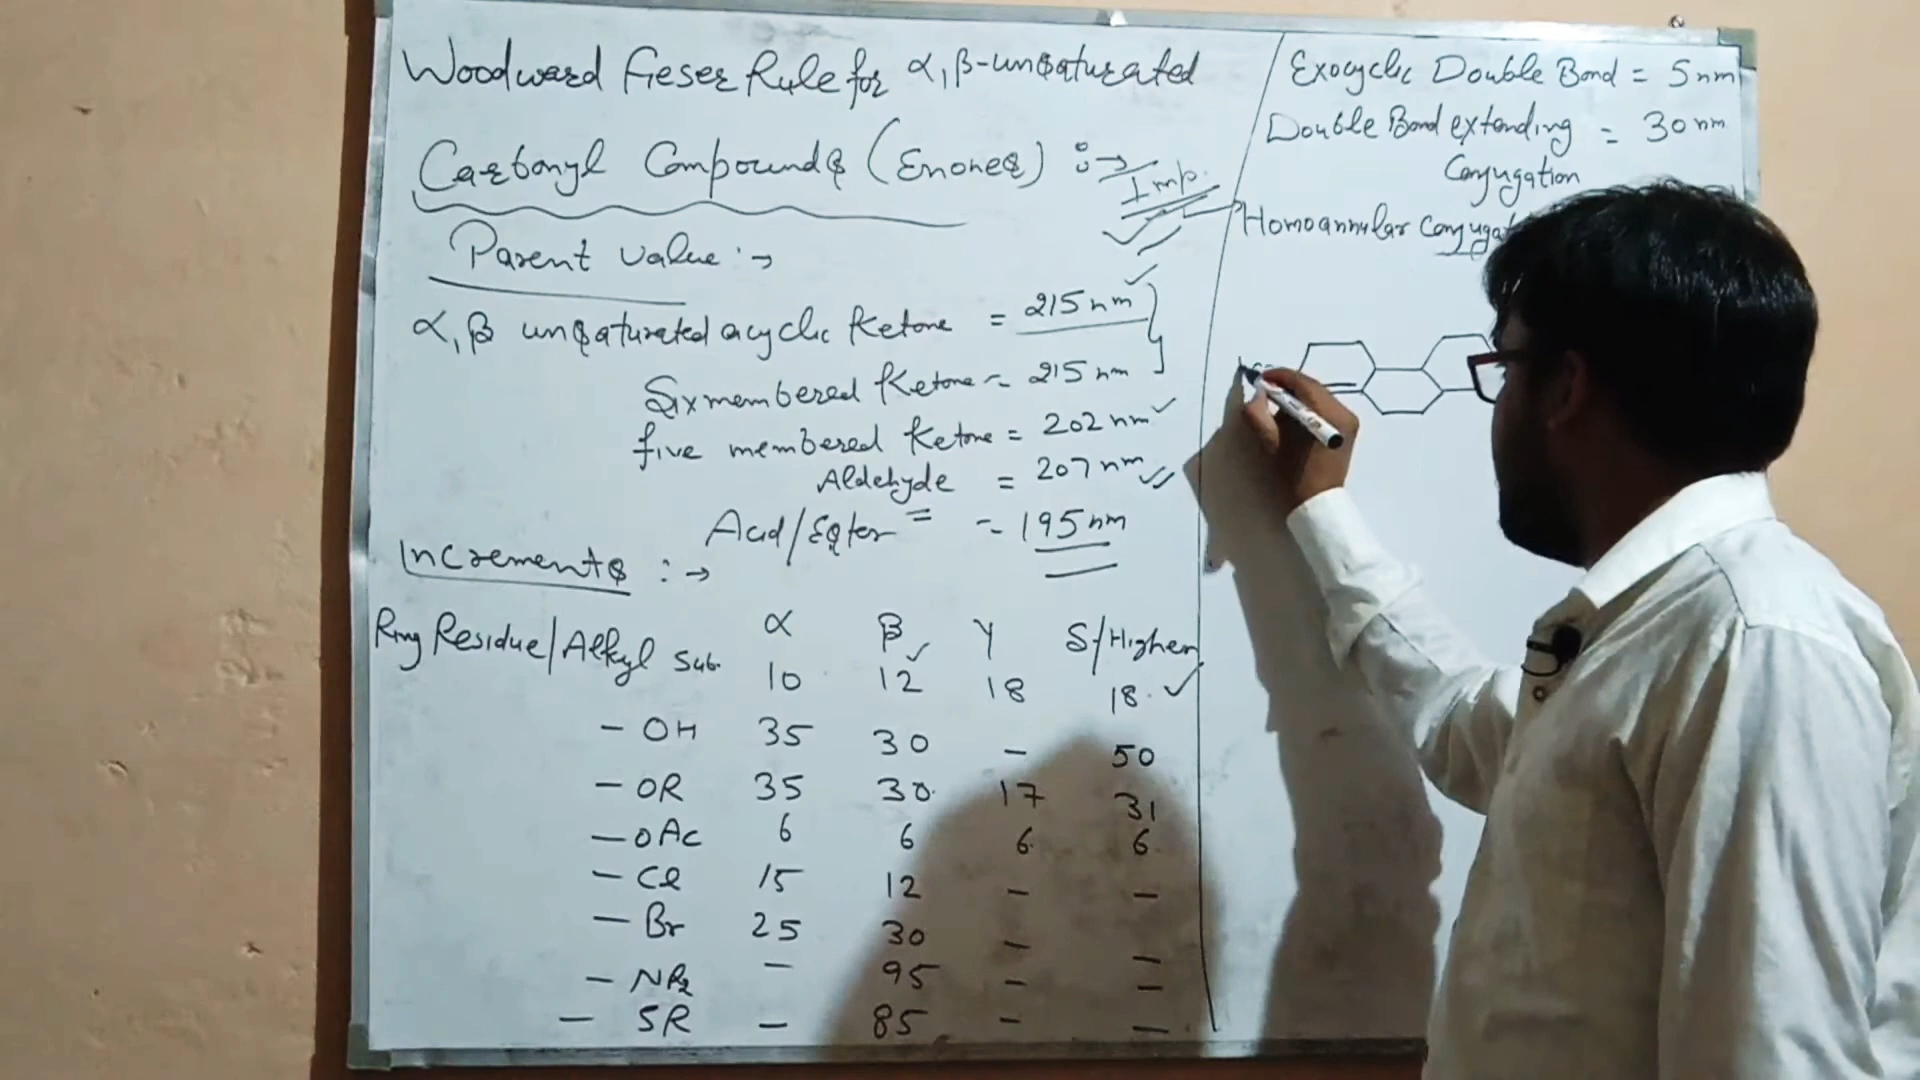 Woodward Fieser Rule for α,β-unsaturated
Carbonyl Compounds (Enones) :→
Imp.
Parent value :→
α,β unsaturated acyclic Ketone = 215 nm
Six membered Ketone = 215 nm
five membered Ketone = 202 nm
Aldehyde = 207 nm
Acid/Ester = 195 nm
Increments :→
Ring Residue/Alkyl Sub. α β γ δ/Higher
10 12 18 18.
- OH 35 30 - 50
- OR 35 30. 17 31
- OAc 6 6 6. 6.
- Cl 15 12 - -
- Br 25 30 - -
- NR2 - 95 - -
- SR - 85 - -
Exocyclic Double Bond = 5 nm
Double Bond extending = 30 nm
Conjugation
Homoannular